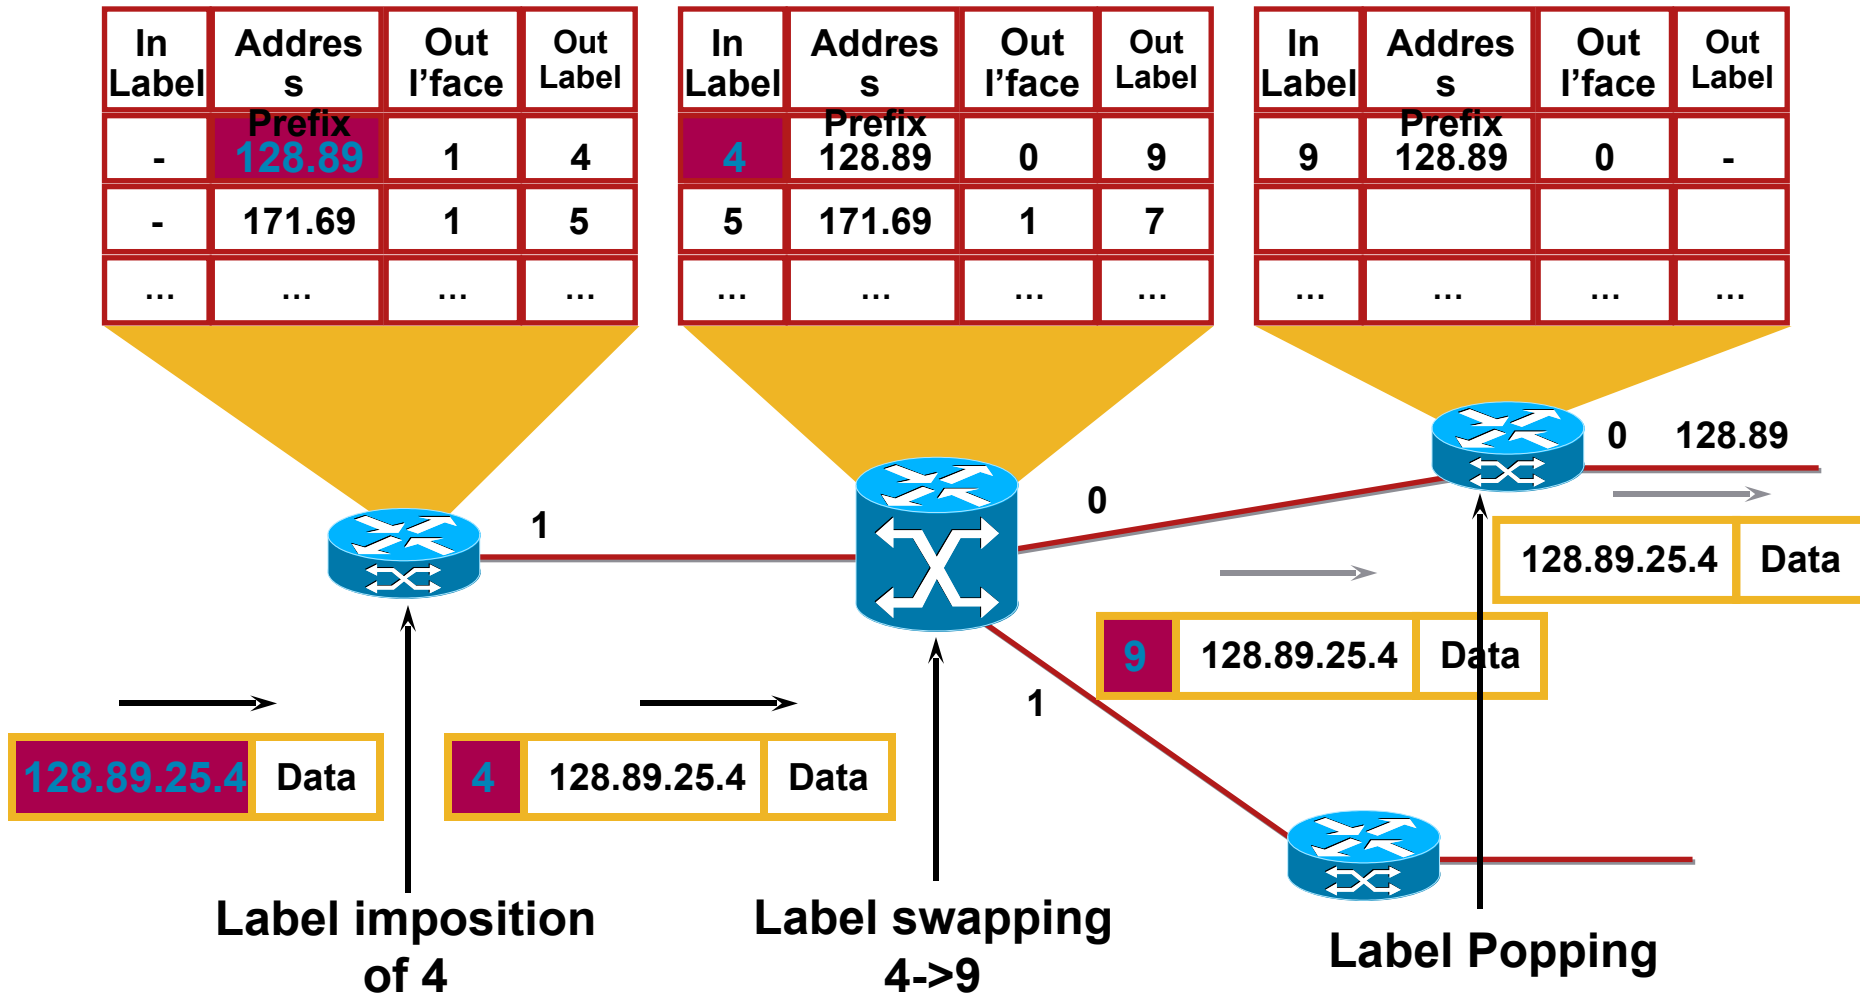 In Label Address Prefix Out I’face Out Label
- 128.89 1 4
- 171.69 1 5
... ... ... ...
In Label Address Prefix Out I’face Out Label
4 128.89 0 9
5 171.69 1 7
... ... ... ...
In Label Address Prefix Out I’face Out Label
9 128.89 0 -
... ... ... ...
0 128.89
1
0
128.89.25.4 Data
9 128.89.25.4 Data
1
128.89.25.4 Data
4 128.89.25.4 Data
Label imposition
of 4
Label swapping
4->9
Label Popping